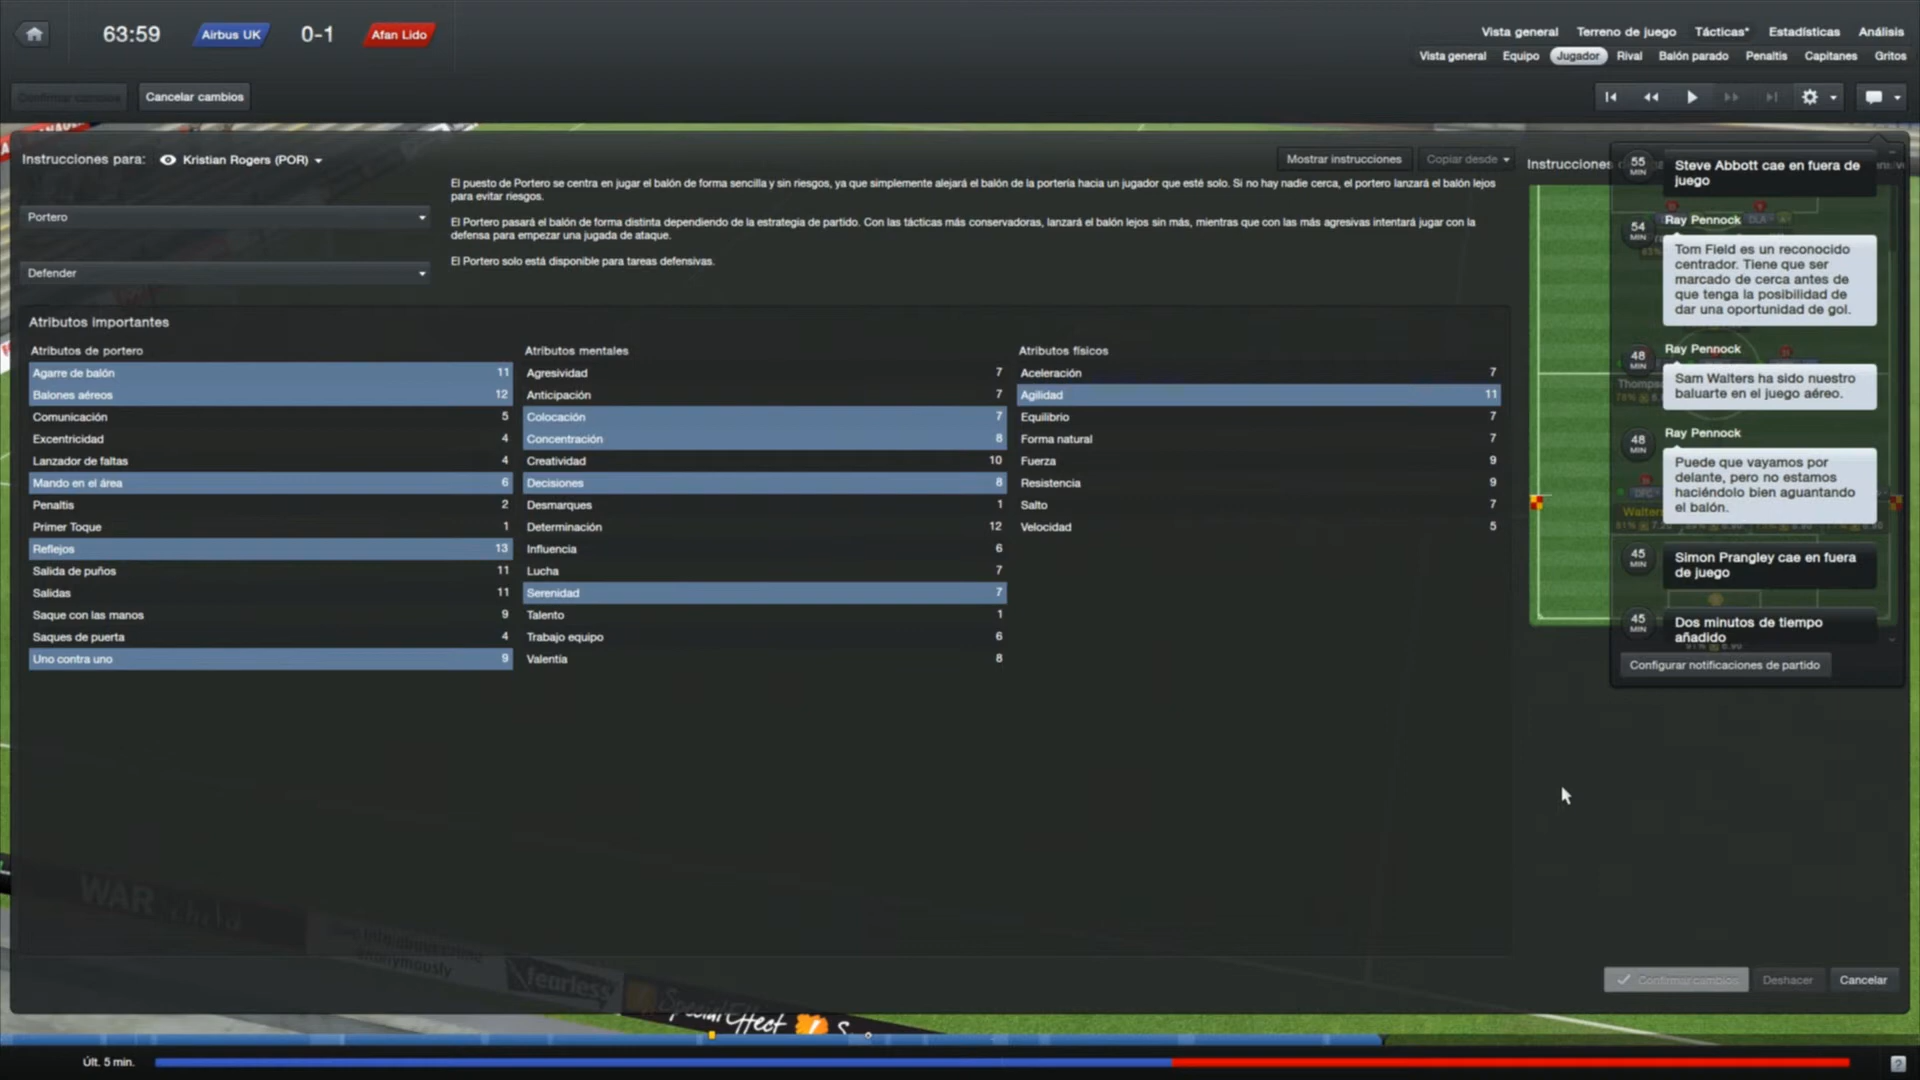 63:59
Airbus UK
0-1
Afan Lido
Vista general
Terreno de juego
Tácticas*
Estadísticas
Análisis
Vista general
Equipo
Jugador
Rival
Balón parado
Penaltis
Capitanes
Gritos
Confirmar cambios
Cancelar cambios
Instrucciones para:
Kristian Rogers (POR)
Mostrar instrucciones
Copiar desde
Instrucciones
Portero
Defender
El puesto de Portero se centra en jugar el balón de forma sencilla y sin riesgos, ya que simplemente alejará el balón de la portería hacia un jugador que esté solo. Si no hay nadie cerca, el portero lanzará el balón lejos
para evitar riesgos.
El Portero pasará el balón de forma distinta dependiendo de la estrategia de partido. Con las tácticas más conservadoras, lanzará el balón lejos sin más, mientras que con las más agresivas intentará jugar con la
defensa para empezar una jugada de ataque.
El Portero solo está disponible para tareas defensivas.
Atributos importantes
Atributos de portero
Agarre de balón 11
Balones aéreos 12
Comunicación 5
Excentricidad 4
Lanzador de faltas 4
Mando en el área 6
Penaltis 2
Primer Toque 1
Reflejos 13
Salida de puños 11
Salidas 11
Saque con las manos 9
Saques de puerta 4
Uno contra uno 9
Atributos mentales
Agresividad 7
Anticipación 7
Colocación 7
Concentración 8
Creatividad 10
Decisiones 8
Desmarques 1
Determinación 12
Influencia 6
Lucha 7
Serenidad 7
Talento 1
Trabajo equipo 6
Valentía 8
Atributos físicos
Aceleración 7
Agilidad 11
Equilibrio 7
Forma natural 7
Fuerza 9
Resistencia 9
Salto 7
Velocidad 5
55 MIN
Steve Abbott cae en fuera de
juego
54 MIN
Ray Pennock
Tom Field es un reconocido
centrador. Tiene que ser
marcado de cerca antes de
que tenga la posibilidad de
dar una oportunidad de gol.
48 MIN
Ray Pennock
Sam Walters ha sido nuestro
baluarte en el juego aéreo.
48 MIN
Ray Pennock
Puede que vayamos por
delante, pero no estamos
haciéndolo bien aguantando
el balón.
45 MIN
Simon Prangley cae en fuera
de juego
45 MIN
Dos minutos de tiempo
añadido
Configurar notificaciones de partido
Confirmar cambios
Deshacer
Cancelar
WAR child
anonymously
fearless
SpecialEffect
Últ. 5 min.
?